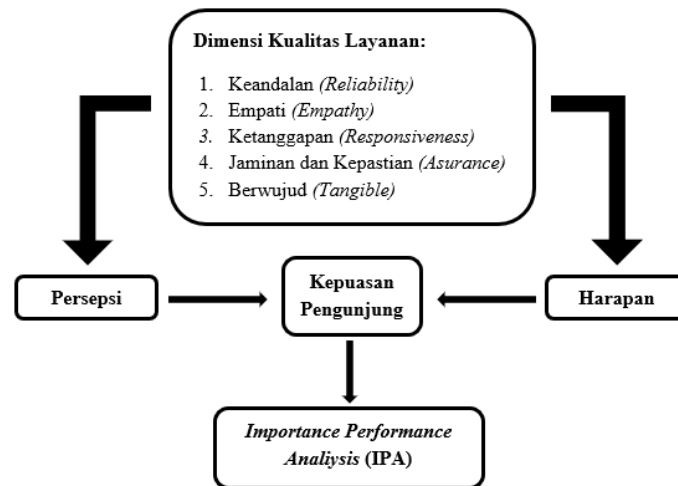 Dimensi Kualitas Layanan:
1. Keandalan (Reliability)
2. Empati (Empathy)
3. Ketanggapan (Responsiveness)
4. Jaminan dan Kepastian (Asurance)
5. Berwujud (Tangible)
Persepsi
Kepuasan
Pengunjung
Harapan
Importance Performance
Analiysis (IPA)